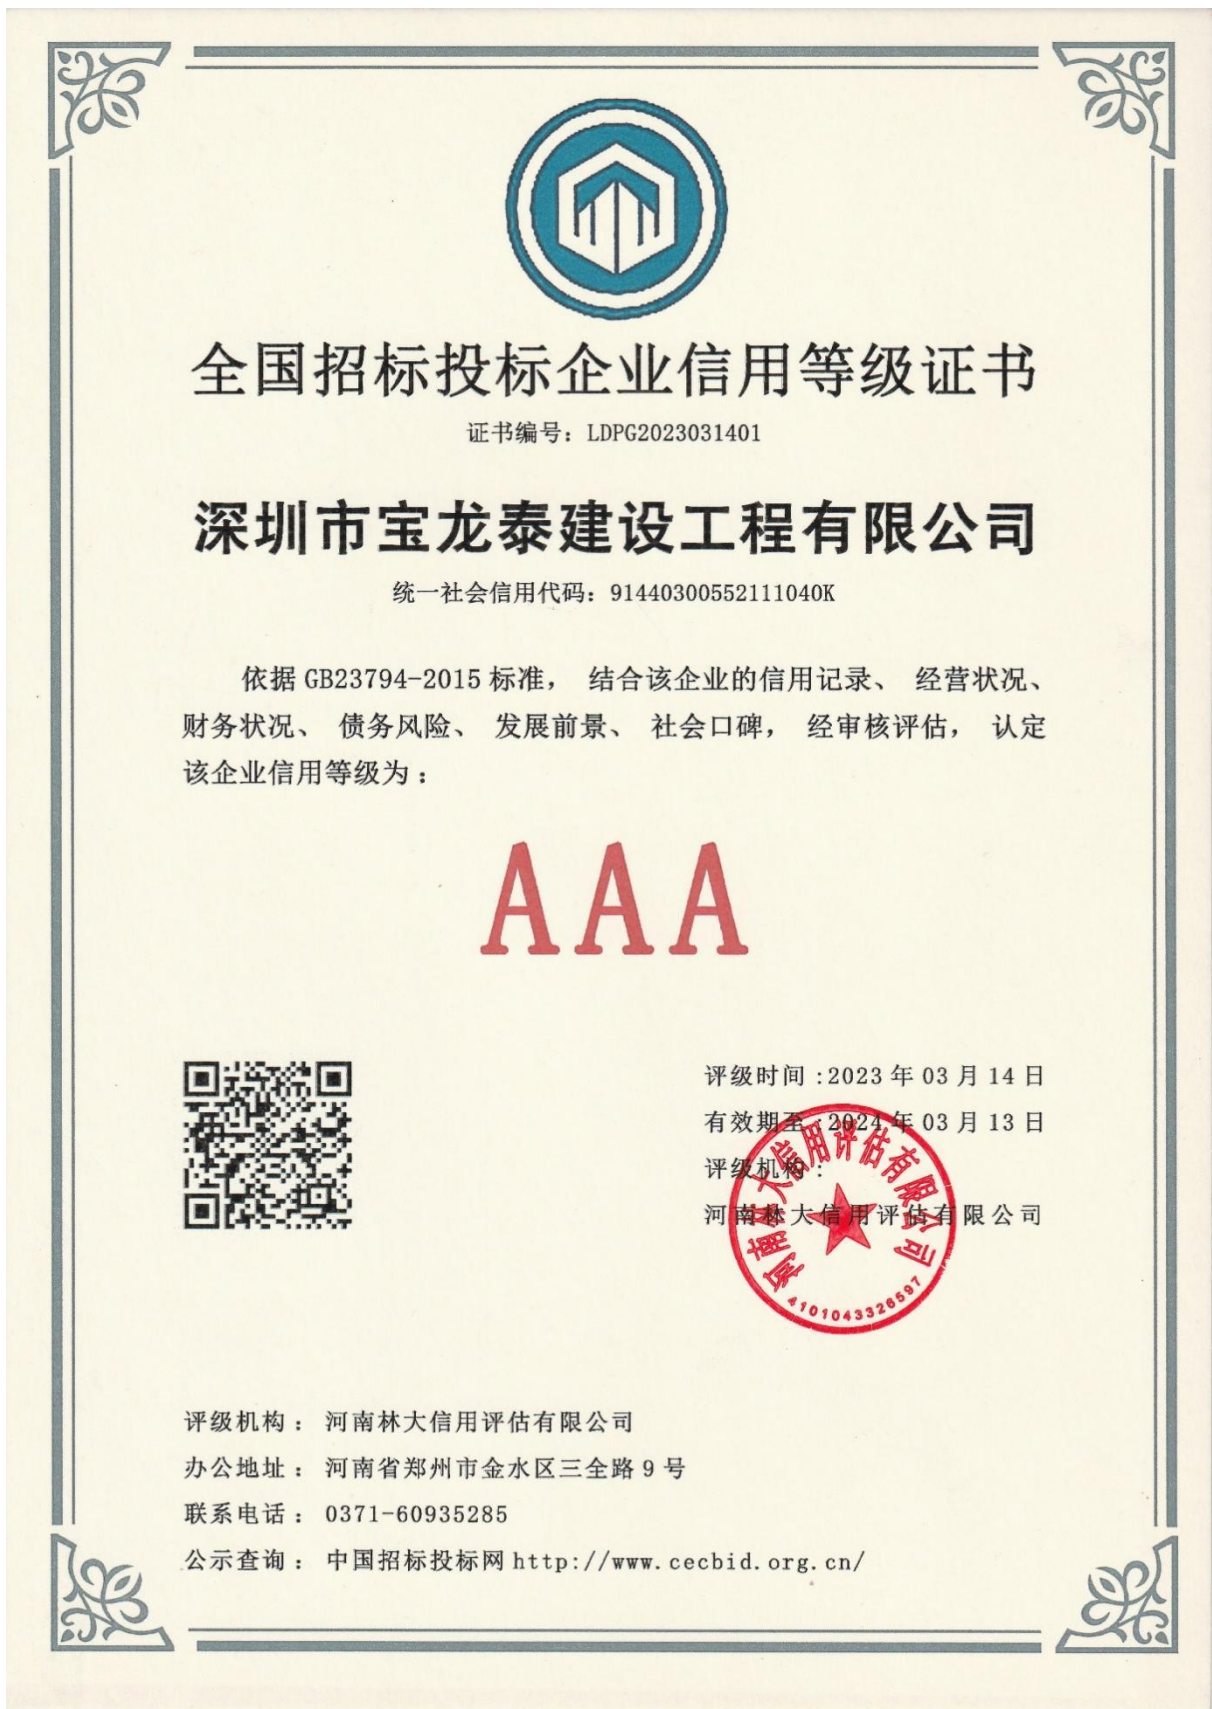 全国招标投标企业信用等级证书
证书编号：LDPG2023031401
深圳市宝龙泰建设工程有限公司
统一社会信用代码：91440300552111040K
依据 GB23794-2015 标准， 结合该企业的信用记录、 经营状况、
财务状况、 债务风险、 发展前景、 社会口碑， 经审核评估， 认定
该企业信用等级为：
AAA
评级时间：2023 年 03 月 14 日
有效期至：2024 年 03 月 13 日
评级机构：
河南林大信用评估有限公司
河南林大信用评估有限公司
4101043326597
评级机构： 河南林大信用评估有限公司
办公地址： 河南省郑州市金水区三全路 9 号
联系电话： 0371-60935285
公示查询： 中国招标投标网 http://www.cecbid.org.cn/